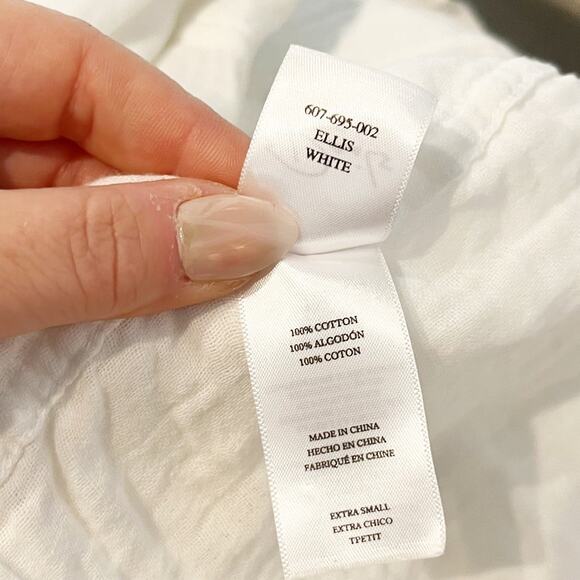 607-695-002
ELLIS
WHITE
100% COTTON
100% ALGODÓN
100% COTON
MADE IN CHINA
HECHO EN CHINA
FABRIQUÉ EN CHINE
EXTRA SMALL
EXTRA CHICO
TPETIT